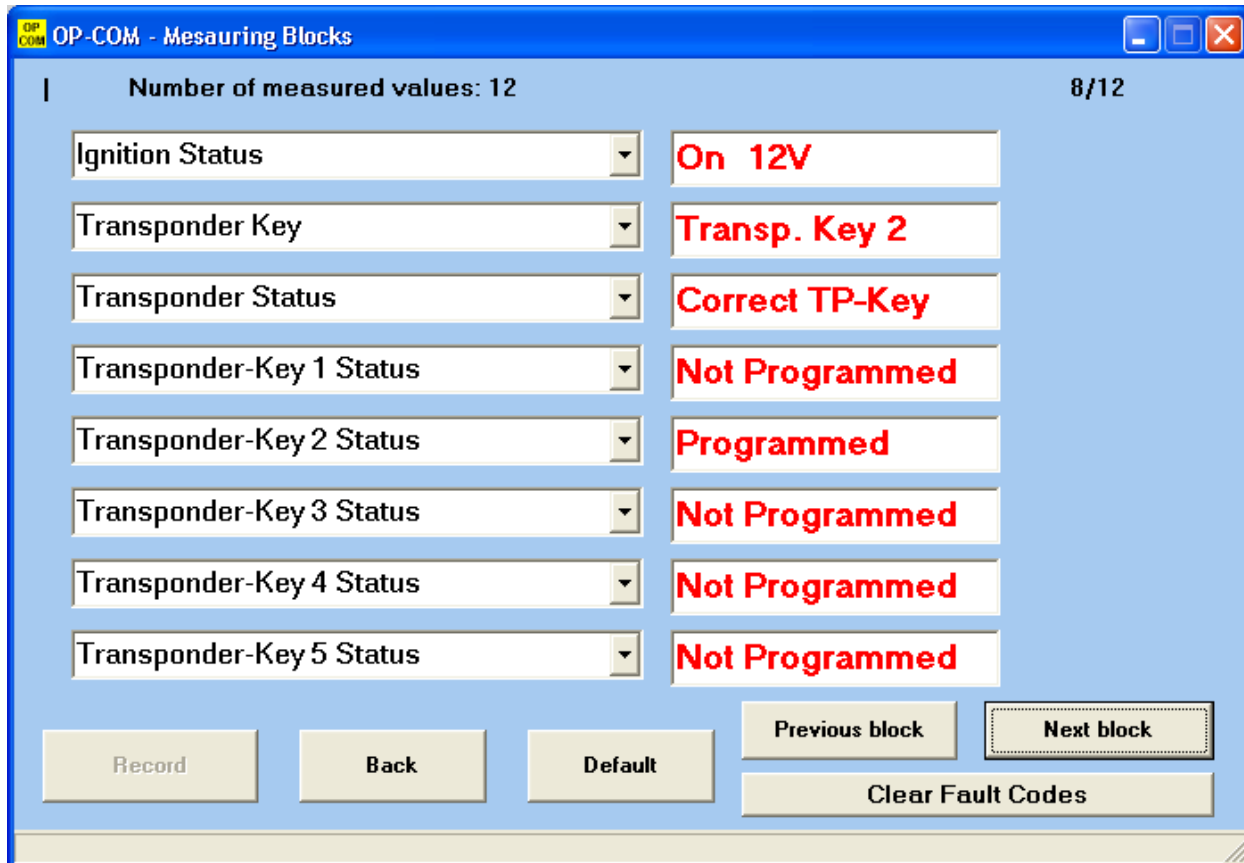 OP COM OP-COM - Mesauring Blocks
| Number of measured values: 12 8/12
Ignition Status On 12V
Transponder Key Transp. Key 2
Transponder Status Correct TP-Key
Transponder-Key 1 Status Not Programmed
Transponder-Key 2 Status Programmed
Transponder-Key 3 Status Not Programmed
Transponder-Key 4 Status Not Programmed
Transponder-Key 5 Status Not Programmed
Previous block Next block
Record Back Default
Clear Fault Codes